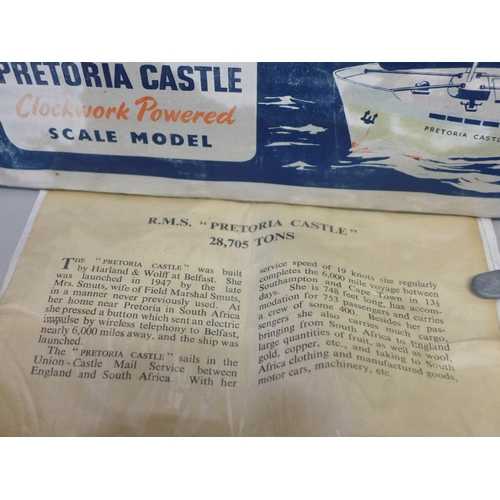 PRETORIA CASTLE
Clockwork Powered
SCALE MODEL
PRETORIA CASTLE
R.M.S. "PRETORIA CASTLE"
28,705 TONS
THE "PRETORIA CASTLE" was built
by Harland & Wolff at Belfast. She
was launched in 1947 by the late
Mrs. Smuts, wife of Field Marshal Smuts,
in a manner never previously used. At
her home near Pretoria in South Africa
she pressed a button which sent an electric
impulse by wireless telephony to Belfast,
nearly 6,000 miles away, and the ship was
launched.
The "PRETORIA CASTLE" sails in the
Union-Castle Mail Service between
England and South Africa. With her
service speed of 19 knots she regularly
completes the 6,000 mile voyage between
Southampton and Cape Town in 13½
days. She is 748 feet long, has accom-
modation for 753 passengers and carries
a crew of some 400. Besides her pas-
sengers she also carries much cargo,
bringing from South Africa to England
large quantities of fruit, as well as wool,
gold, copper, etc., and taking to South
Africa clothing and manufactured goods,
motor cars, machinery, etc.